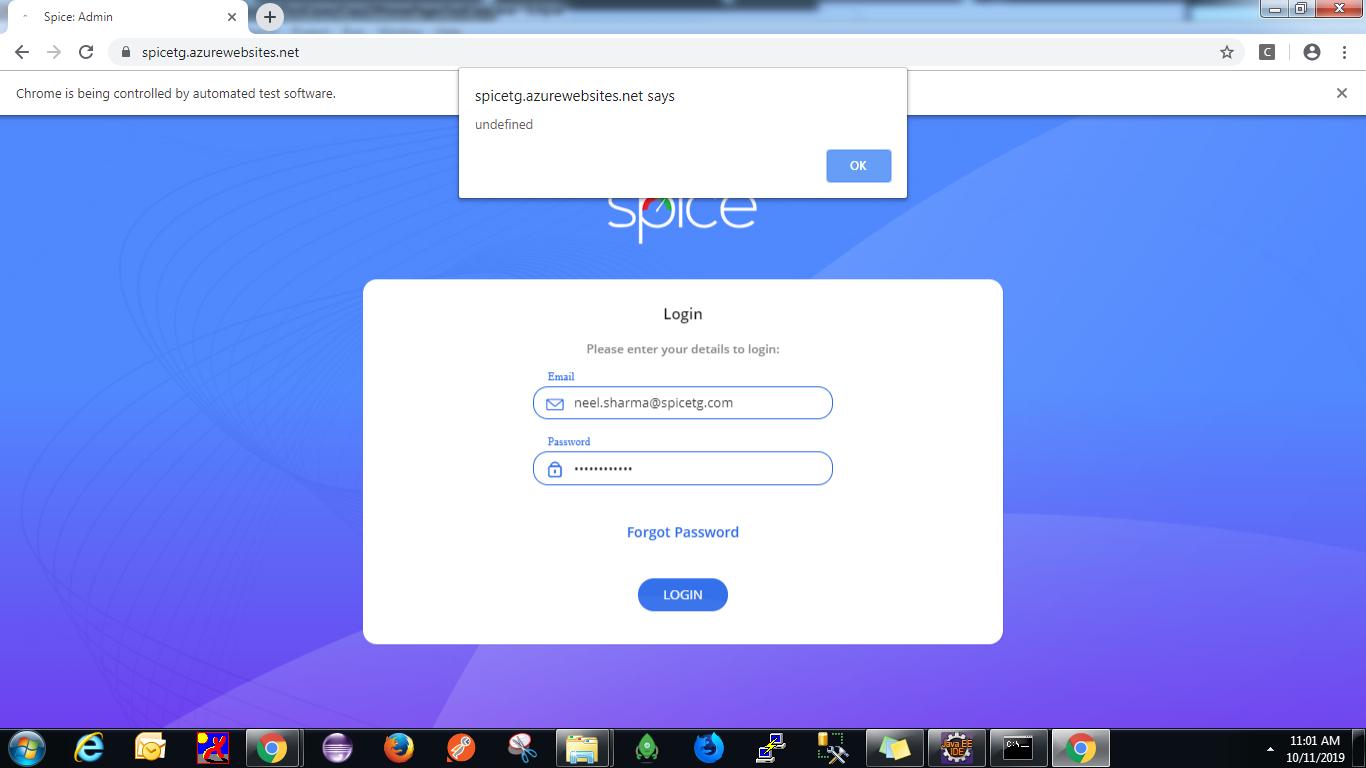 Spice: Admin
spicetg.azurewebsites.net
C
Chrome is being controlled by automated test software.
spicetg.azurewebsites.net says
undefined
OK
spice
Login
Please enter your details to login:
Email
neel.sharma@spicetg.com
Password
••••••••••••
Forgot Password
LOGIN
Java EE
IDE
C:\_
11:01 AM
10/11/2019